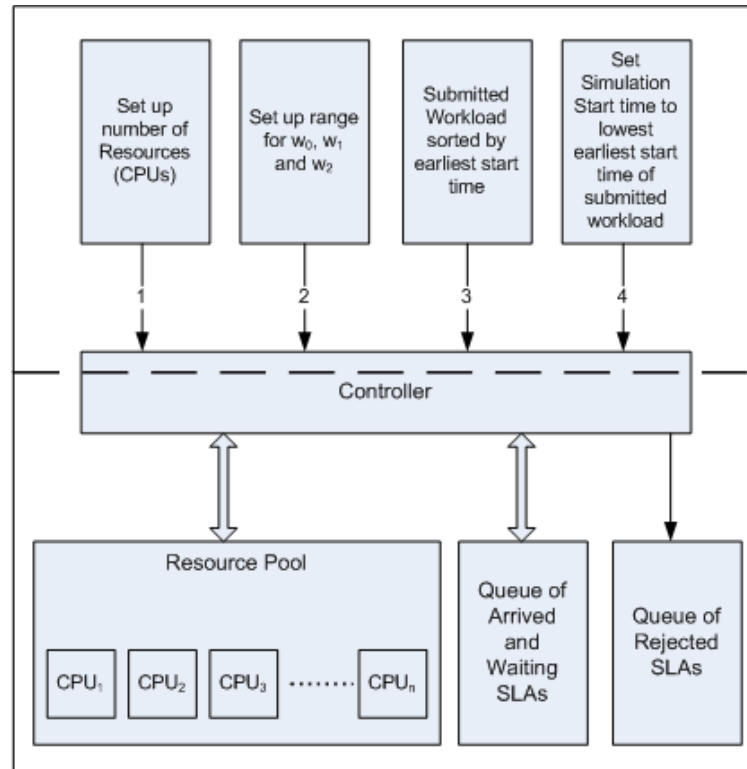 Set up
number of
Resources
(CPUs)
Set up range
for w₀, w₁
and w₂
Submitted
Workload
sorted by
earliest start
time
Set
Simulation
Start time to
lowest
earliest start
time of
submitted
workload
1
2
3
4
Controller
Resource Pool
CPU₁
CPU₂
CPU₃
CPUₙ
Queue of
Arrived
and
Waiting
SLAs
Queue of
Rejected
SLAs